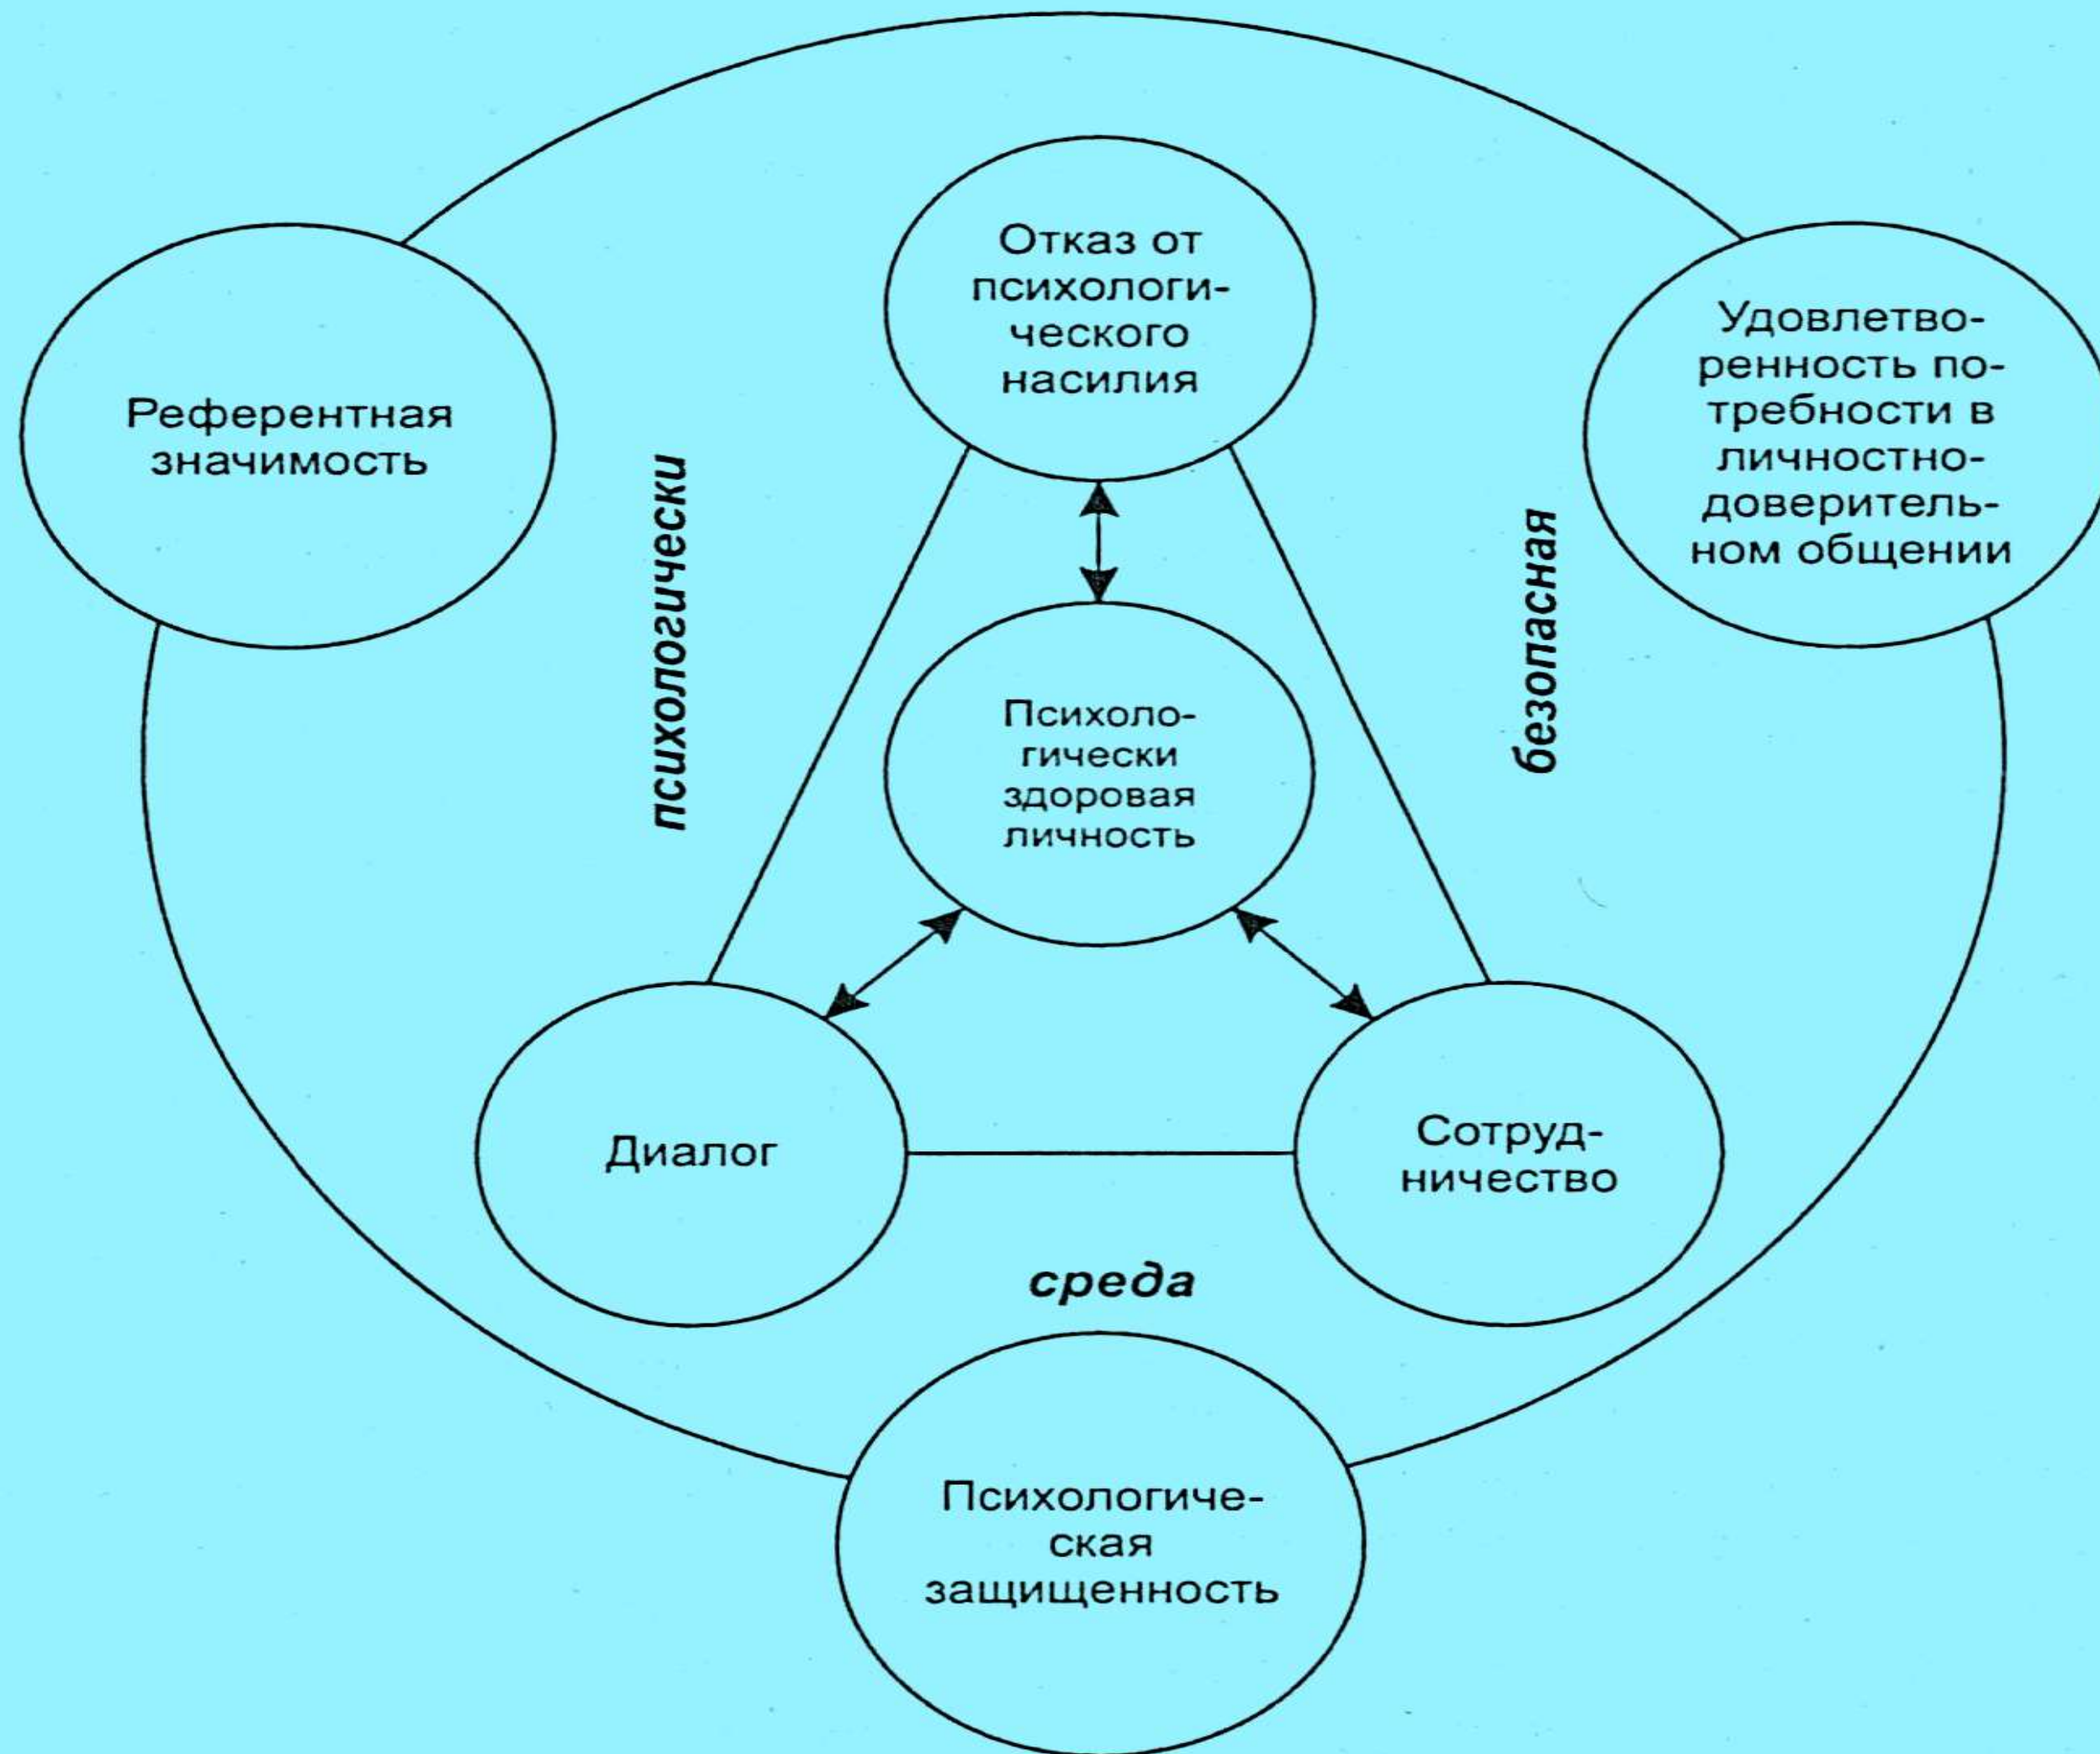 Отказ от
психологи-
ческого
насилия
Референтная
значимость
Удовлетво-
ренность по-
требности в
личностно-
доверитель-
ном общении
психологически
безопасная
Психоло-
гически
здоровая
личность
Диалог
Сотруд-
ничество
среда
Психологиче-
ская
защищенность